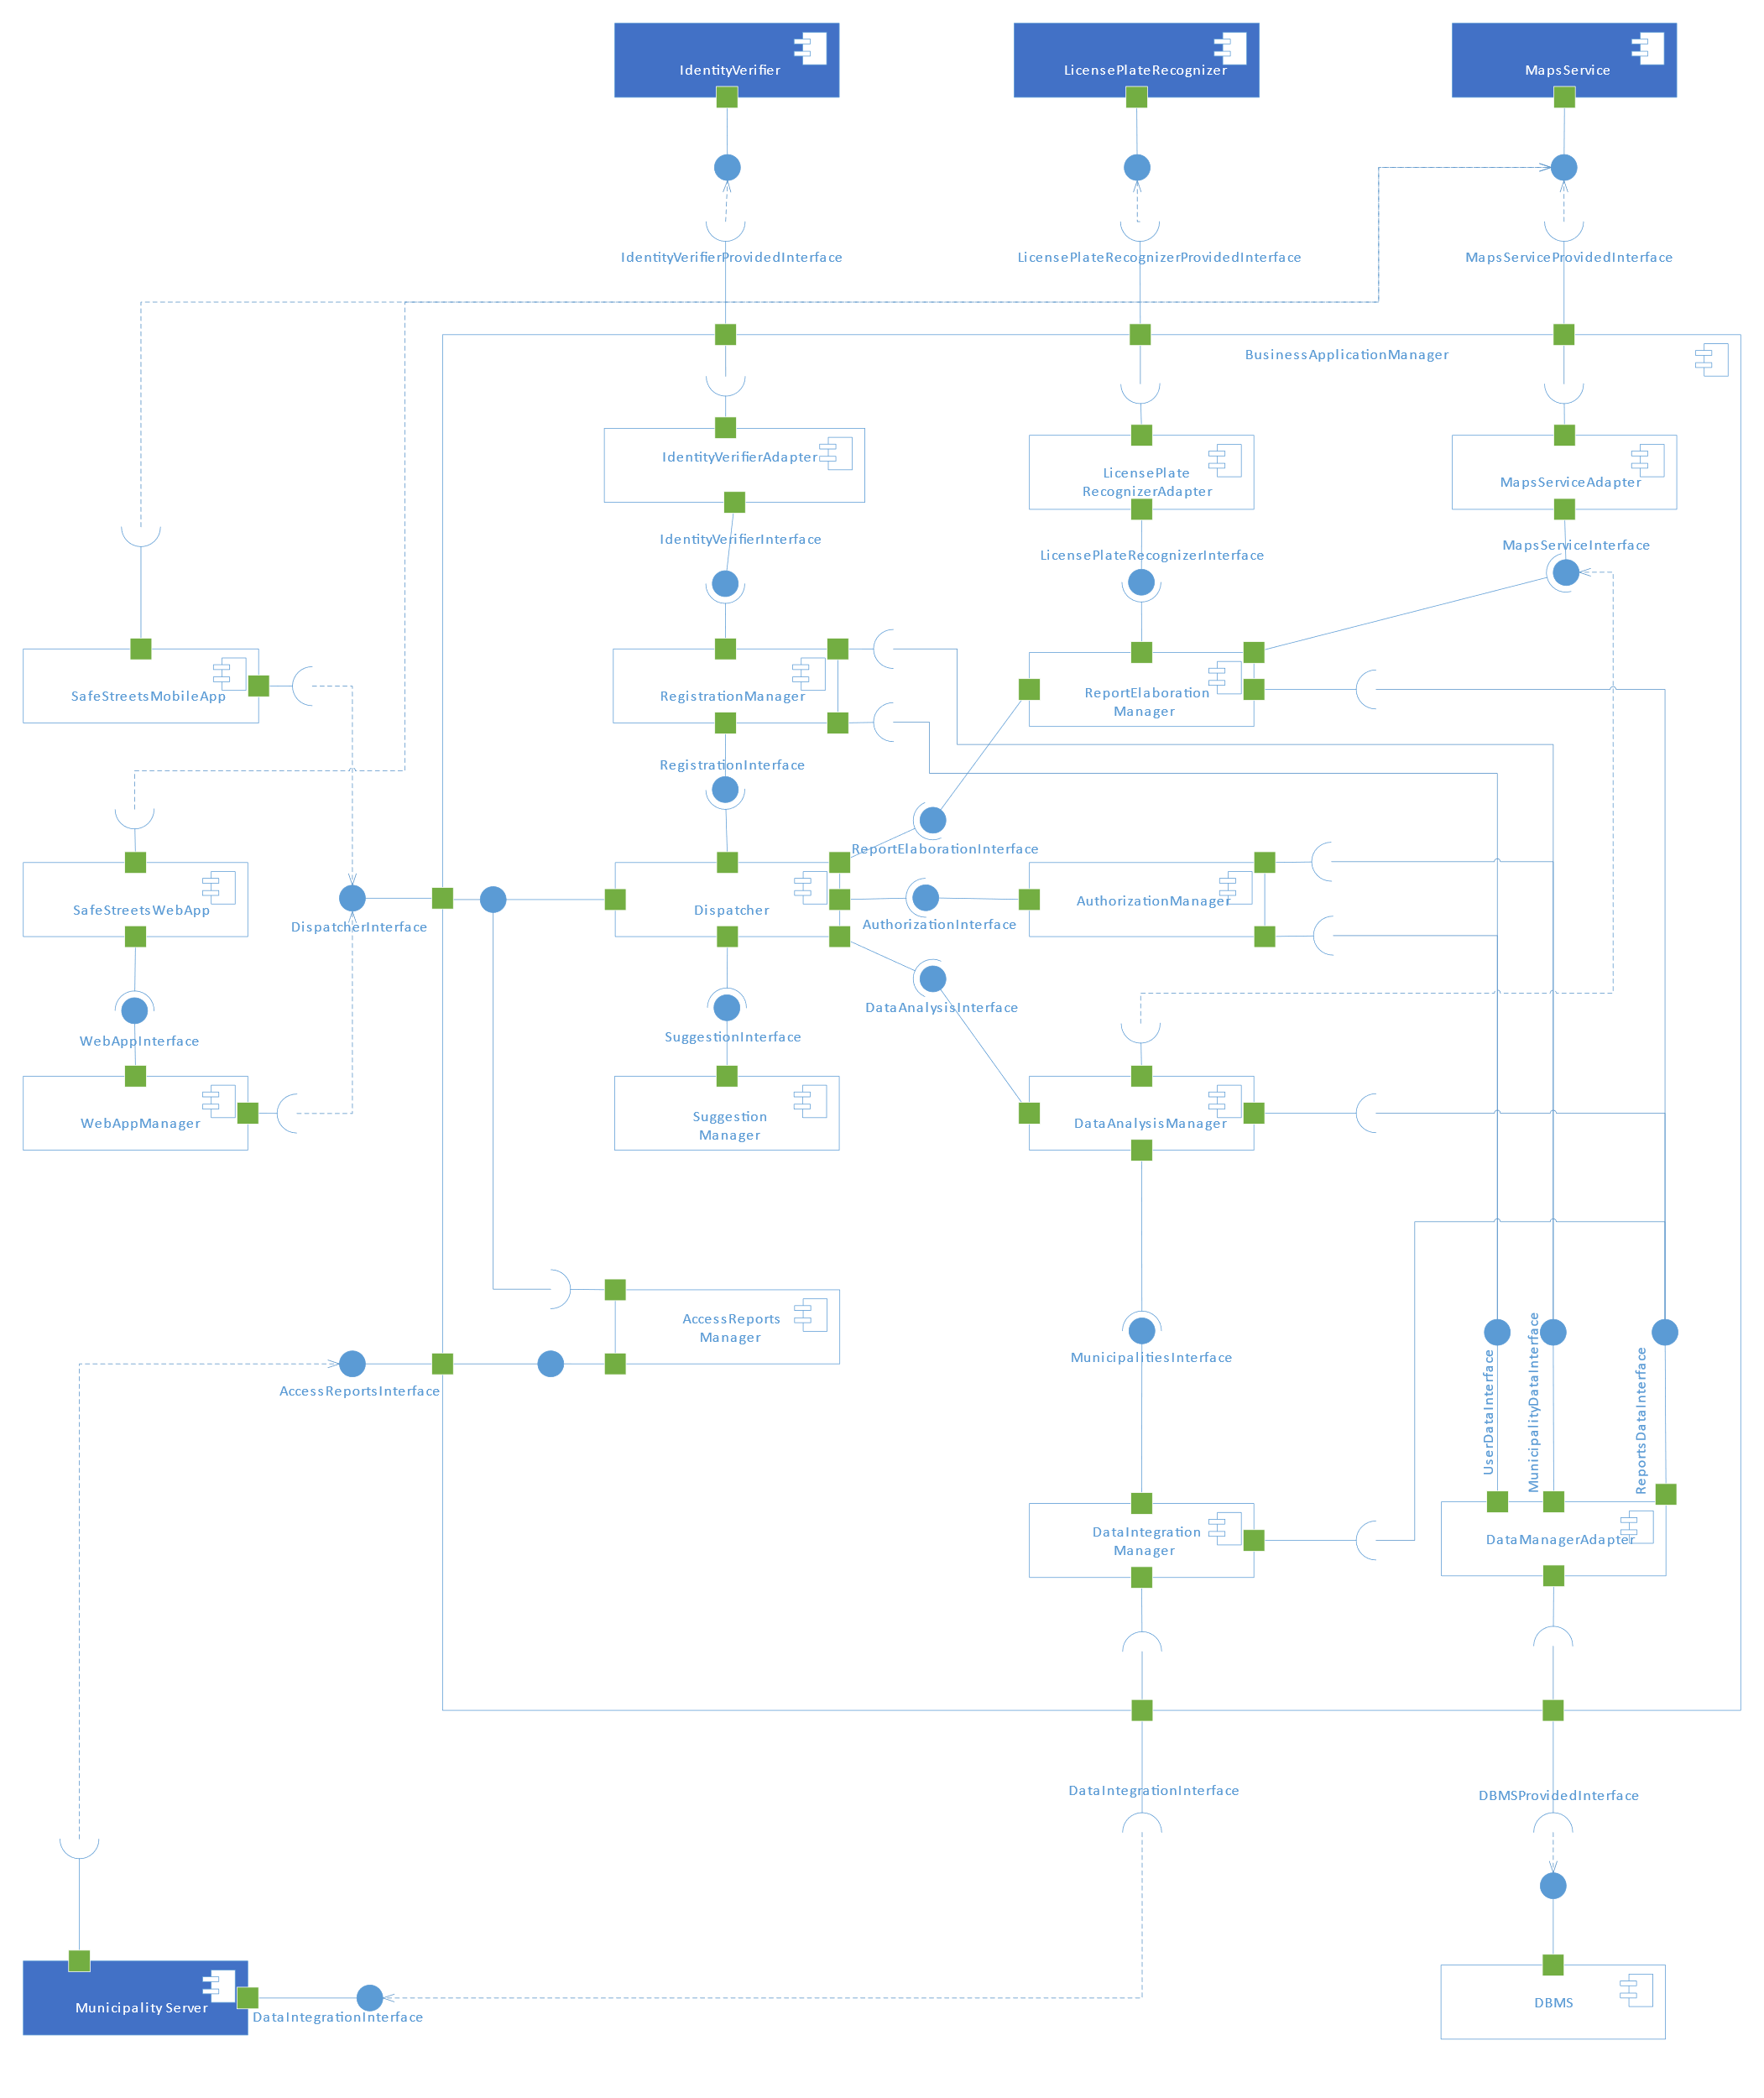 IdentityVerifier
LicensePlateRecognizer
MapsService
IdentityVerifierProvidedInterface
LicensePlateRecognizerProvidedInterface
MapsServiceProvidedInterface
BusinessApplicationManager
IdentityVerifierAdapter
LicensePlate
RecognizerAdapter
MapsServiceAdapter
IdentityVerifierInterface
LicensePlateRecognizerInterface
MapsServiceInterface
SafeStreetsMobileApp
RegistrationManager
ReportElaboration
Manager
RegistrationInterface
ReportElaborationInterface
SafeStreetsWebApp
DispatcherInterface
Dispatcher
AuthorizationInterface
AuthorizationManager
DataAnalysisInterface
WebAppInterface
SuggestionInterface
WebAppManager
Suggestion
Manager
DataAnalysisManager
AccessReports
Manager
AccessReportsInterface
MunicipalitiesInterface
UserDataInterface
MunicipalityDataInterface
ReportsDataInterface
DataIntegration
Manager
DataManagerAdapter
DataIntegrationInterface
DBMSProvidedInterface
Municipality Server
DataIntegrationInterface
DBMS